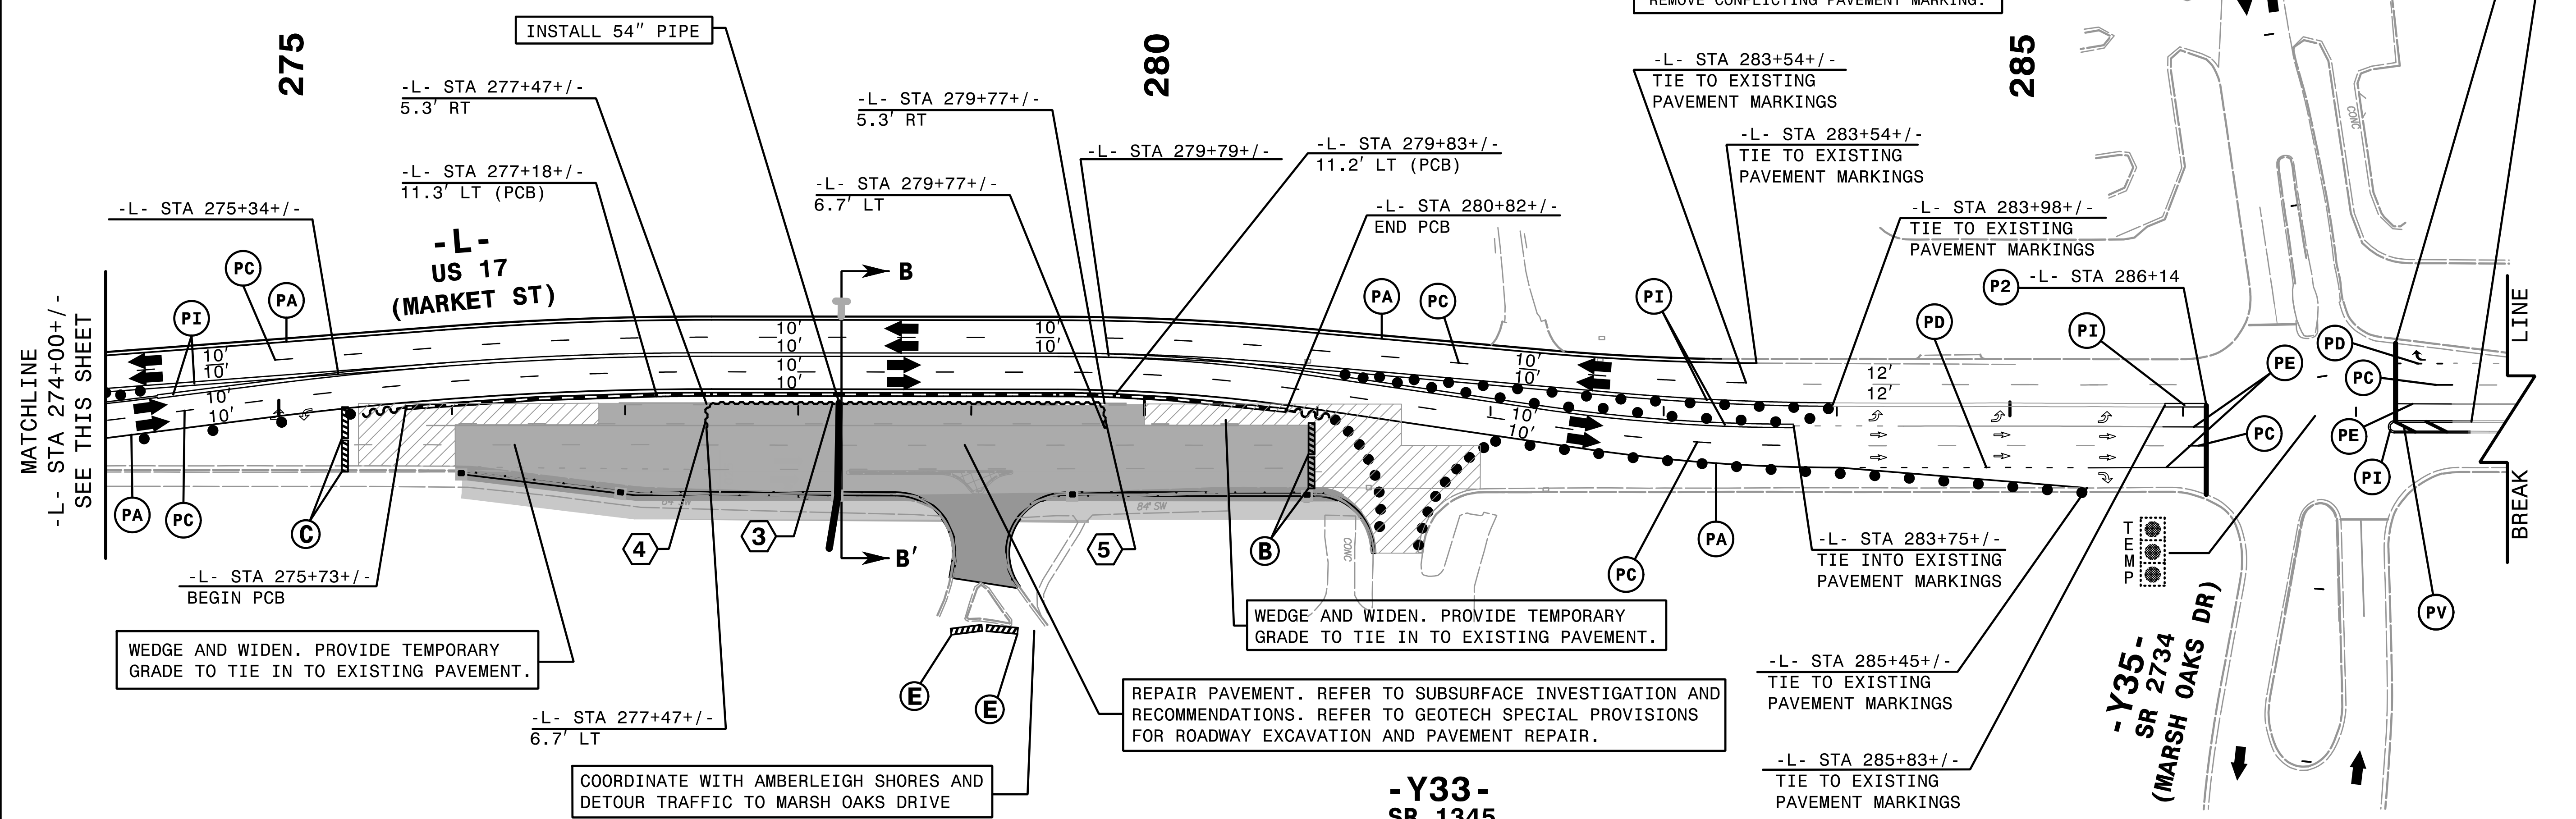 REMOVE CONFLICTING PAVEMENT MARKING.
INSTALL 54" PIPE
275
280
285
-L- STA 277+47+/-
5.3' RT
-L- STA 279+77+/-
5.3' RT
-L- STA 283+54+/-
TIE TO EXISTING
PAVEMENT MARKINGS
-L- STA 283+54+/-
TIE TO EXISTING
PAVEMENT MARKINGS
CONC
-L- STA 279+79+/-
-L- STA 279+83+/-
11.2' LT (PCB)
-L- STA 277+18+/-
11.3' LT (PCB)
-L- STA 279+77+/-
6.7' LT
-L- STA 275+34+/-
-L- STA 280+82+/-
END PCB
-L- STA 283+98+/-
TIE TO EXISTING
PAVEMENT MARKINGS
-L-
US 17
(MARKET ST)
PC
PA
PI
B
PA
PC
PI
P2
-L- STA 286+14
PD
PI
PD
PE
PC
PE
PC
PI
PV
MATCHLINE
-L- STA 274+00+/-
SEE THIS SHEET
LINE
BREAK
10'
10'
10'
10'
10'
10'
10'
10'
10'
10'
10'
10'
10'
10'
12'
12'
PA
PC
C
84" SW
84" SW
4
3
B'
5
B
CONC
PC
PA
T
E
M
P
-L- STA 275+73+/-
BEGIN PCB
-L- STA 283+75+/-
TIE INTO EXISTING
PAVEMENT MARKINGS
WEDGE AND WIDEN. PROVIDE TEMPORARY
GRADE TO TIE IN TO EXISTING PAVEMENT.
WEDGE AND WIDEN. PROVIDE TEMPORARY
GRADE TO TIE IN TO EXISTING PAVEMENT.
E
E
-L- STA 277+47+/-
6.7' LT
REPAIR PAVEMENT. REFER TO SUBSURFACE INVESTIGATION AND
RECOMMENDATIONS. REFER TO GEOTECH SPECIAL PROVISIONS
FOR ROADWAY EXCAVATION AND PAVEMENT REPAIR.
-L- STA 285+45+/-
TIE TO EXISTING
PAVEMENT MARKINGS
-L- STA 285+83+/-
TIE TO EXISTING
PAVEMENT MARKINGS
-Y35-
SR 2734
(MARSH OAKS DR)
COORDINATE WITH AMBERLEIGH SHORES AND
DETOUR TRAFFIC TO MARSH OAKS DRIVE
-Y33-
SR 1345